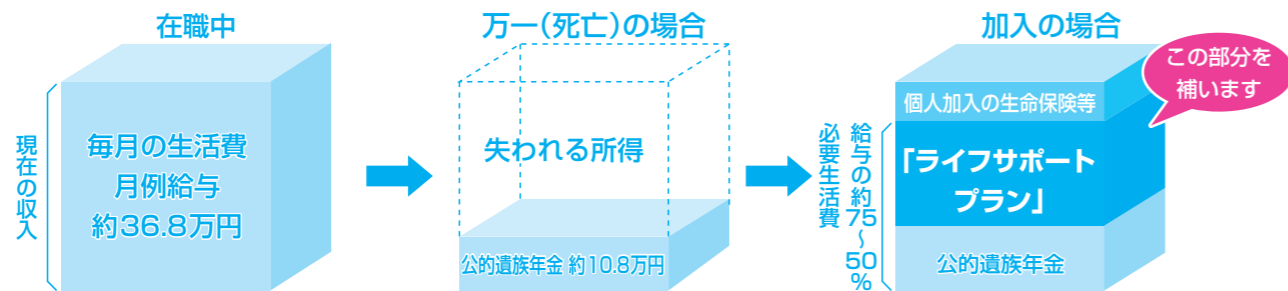 在職中
現在の収入
毎月の生活費
月例給与
約36.8万円
万一(死亡)の場合
失われる所得
公的遺族年金 約10.8万円
加入の場合
この部分を
補います
必要生活費
給与の約75~50%
個人加入の生命保険等
「ライフサポート
プラン」
公的遺族年金